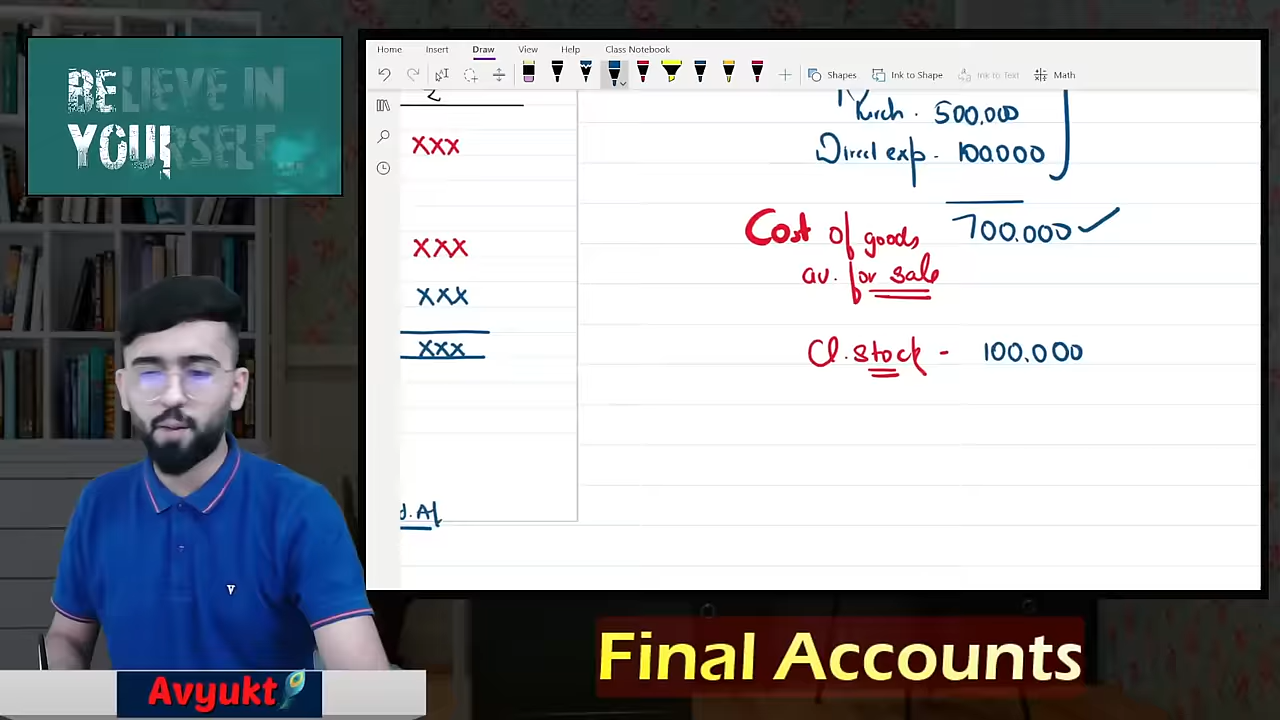 BELIEVE IN
YOURSELF...
Home Insert Draw View Help Class Notebook
Shapes Ink to Shape Ink to Text Math
xxx
xxx
xxx
xxx
Purch. 500.000
Direct exp. 100.000
Cost of goods 700.000
av. for sale
Cl. stock - 100.000
d. A/
Final Accounts
Avyukt